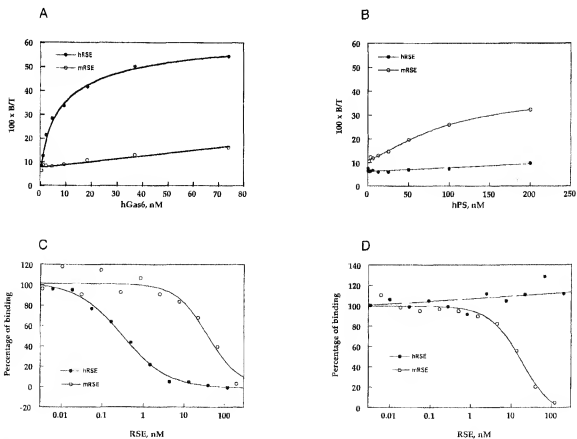 A
100 x B/T
70
60
50
40
30
20
10
0
hRSE
mRSE
0 10 20 30 40 50 60 70 80
hGas6, nM
B
100 x B/T
70
60
50
40
30
20
10
0
hRSE
mRSE
0 50 100 150 200 250
hPS, nM
C
Percentage of binding
120
100
80
60
40
20
0
-20
hRSE
mRSE
0.01 0.1 1 10 100
RSE, nM
D
Percentage of binding
140
120
100
80
60
40
20
0
hRSE
mRSE
0.01 0.1 1 10 100
RSE, nM